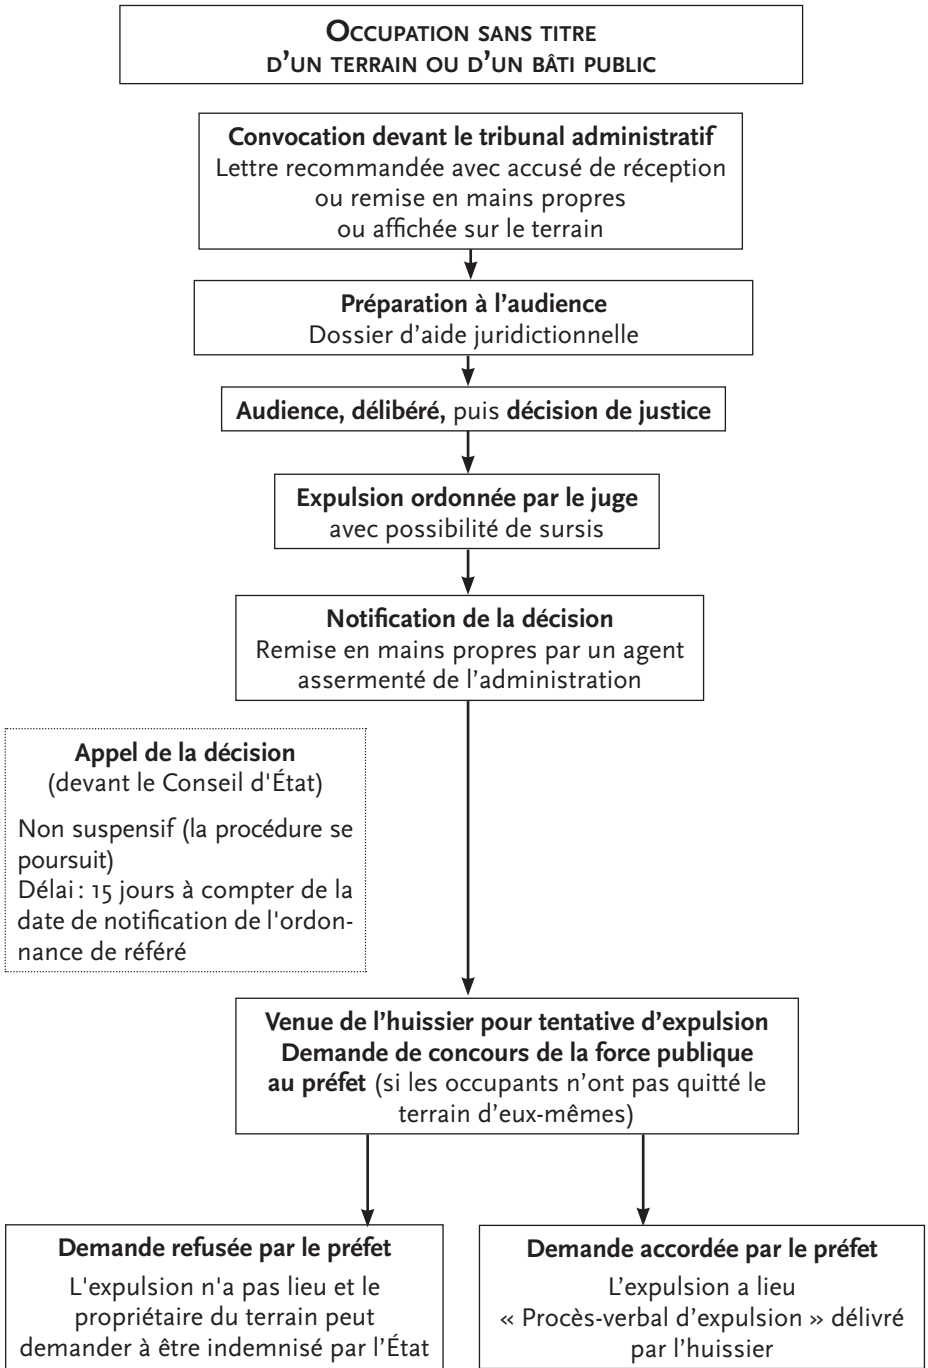 Occupation sans titre
d’un terrain ou d’un bâti public
Convocation devant le tribunal administratif
Lettre recommandée avec accusé de réception
ou remise en mains propres
ou affichée sur le terrain
Préparation à l’audience
Dossier d’aide juridictionnelle
Audience, délibéré, puis décision de justice
Expulsion ordonnée par le juge
avec possibilité de sursis
Notification de la décision
Remise en mains propres par un agent
assermenté de l’administration
Appel de la décision
(devant le Conseil d'État)
Non suspensif (la procédure se
poursuit)
Délai : 15 jours à compter de la
date de notification de l'ordon-
nance de référé
Venue de l’huissier pour tentative d’expulsion
Demande de concours de la force publique
au préfet (si les occupants n’ont pas quitté le
terrain d’eux-mêmes)
Demande refusée par le préfet
L'expulsion n'a pas lieu et le
propriétaire du terrain peut
demander à être indemnisé par l’État
Demande accordée par le préfet
L’expulsion a lieu
« Procès-verbal d’expulsion » délivré
par l’huissier